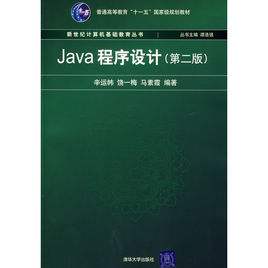 普通高等教育“十一五”国家级规划教材
新世纪计算机基础教育丛书
丛书主编 谭浩强
Java 程序设计(第二版)
辛运帏 饶一梅 马素霞 编著
清华大学出版社